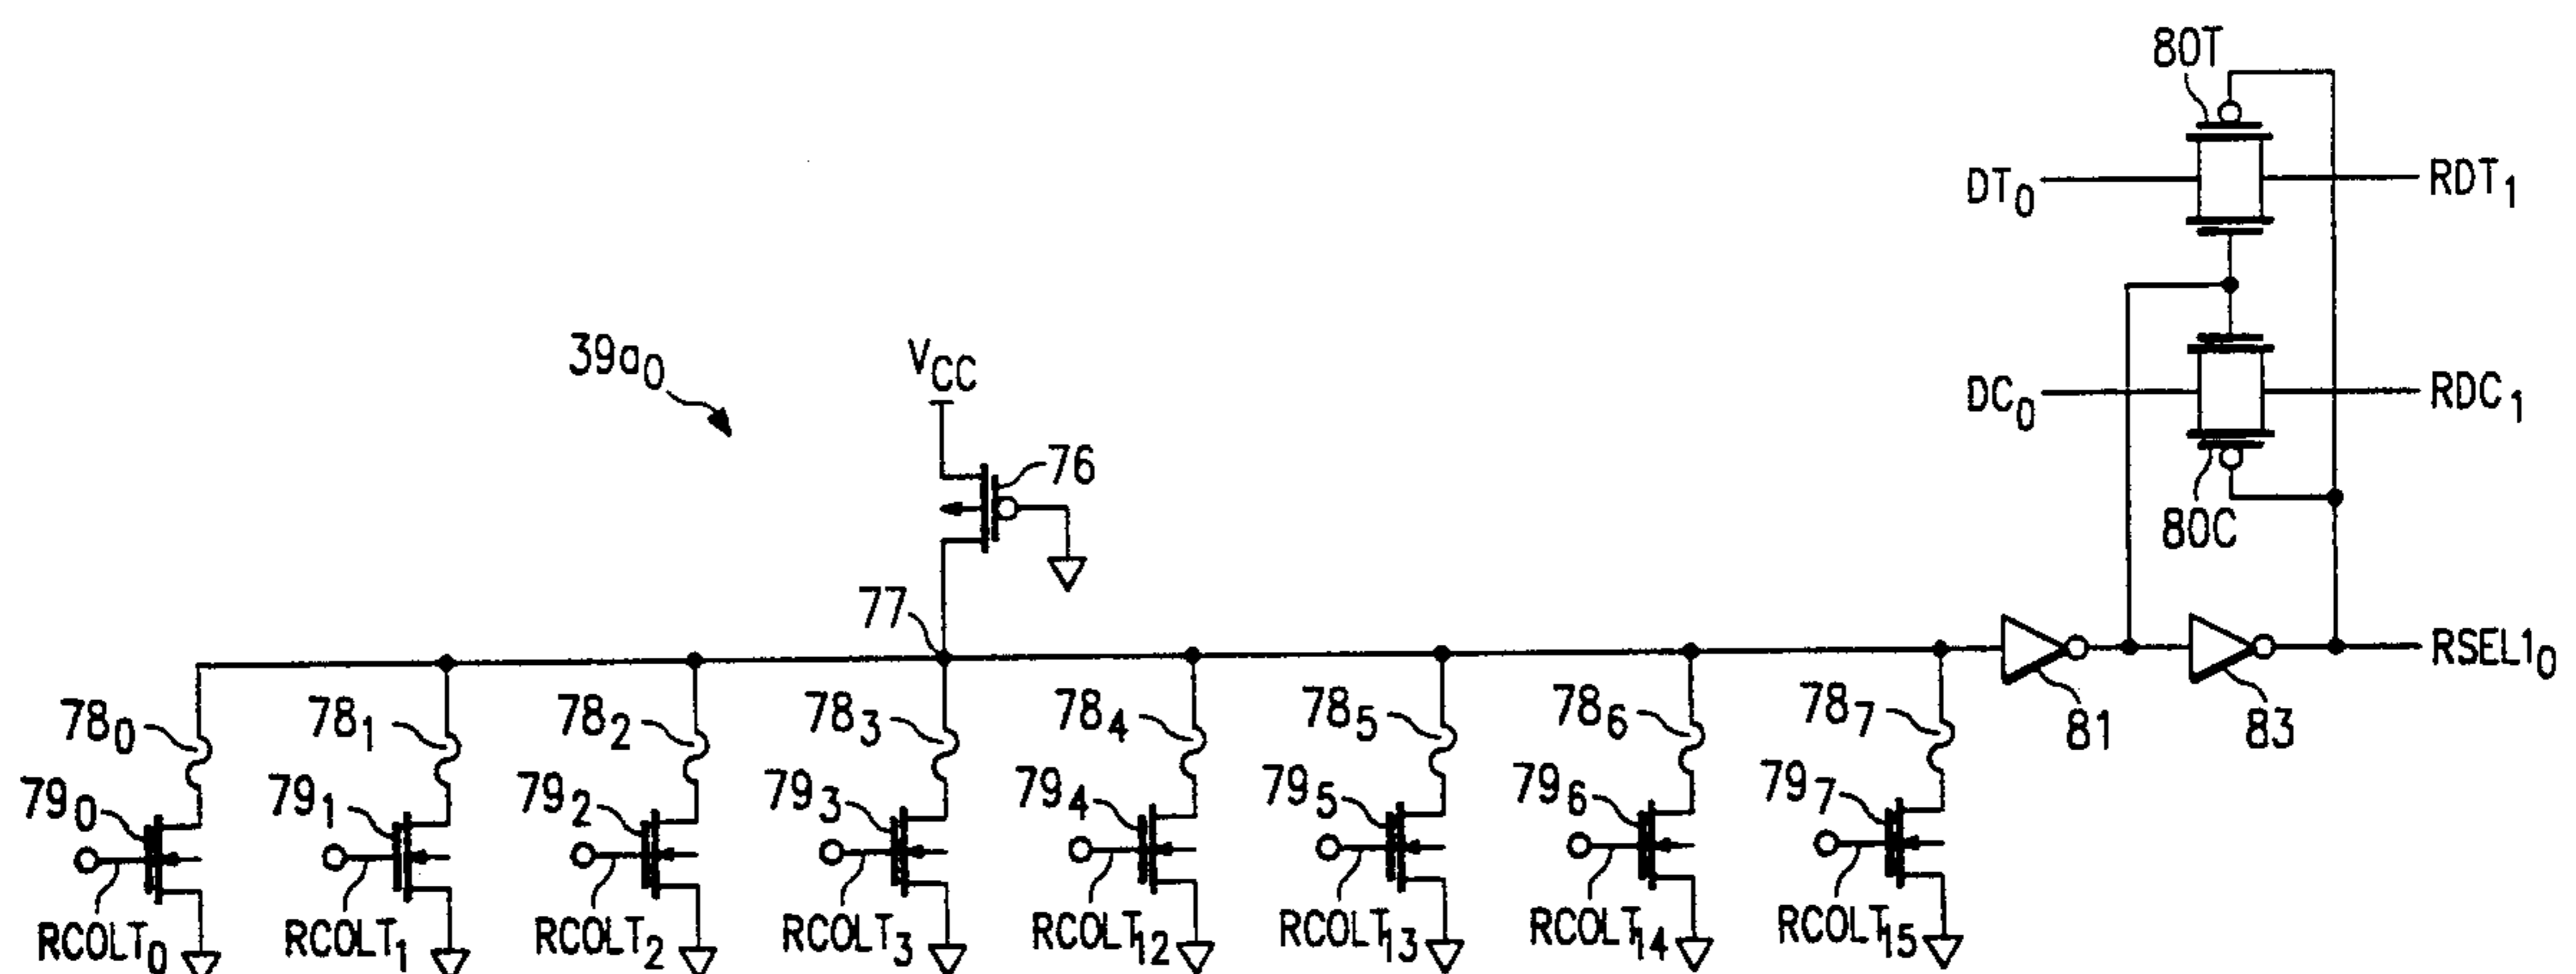 80T
DT0
RDT1
39a0
VCC
DC0
RDC1
76
80C
77
RSEL10
780
781
782
783
784
785
786
787
81
83
790
791
792
793
794
795
796
797
RCOLT0
RCOLT1
RCOLT2
RCOLT3
RCOLT12
RCOLT13
RCOLT14
RCOLT15